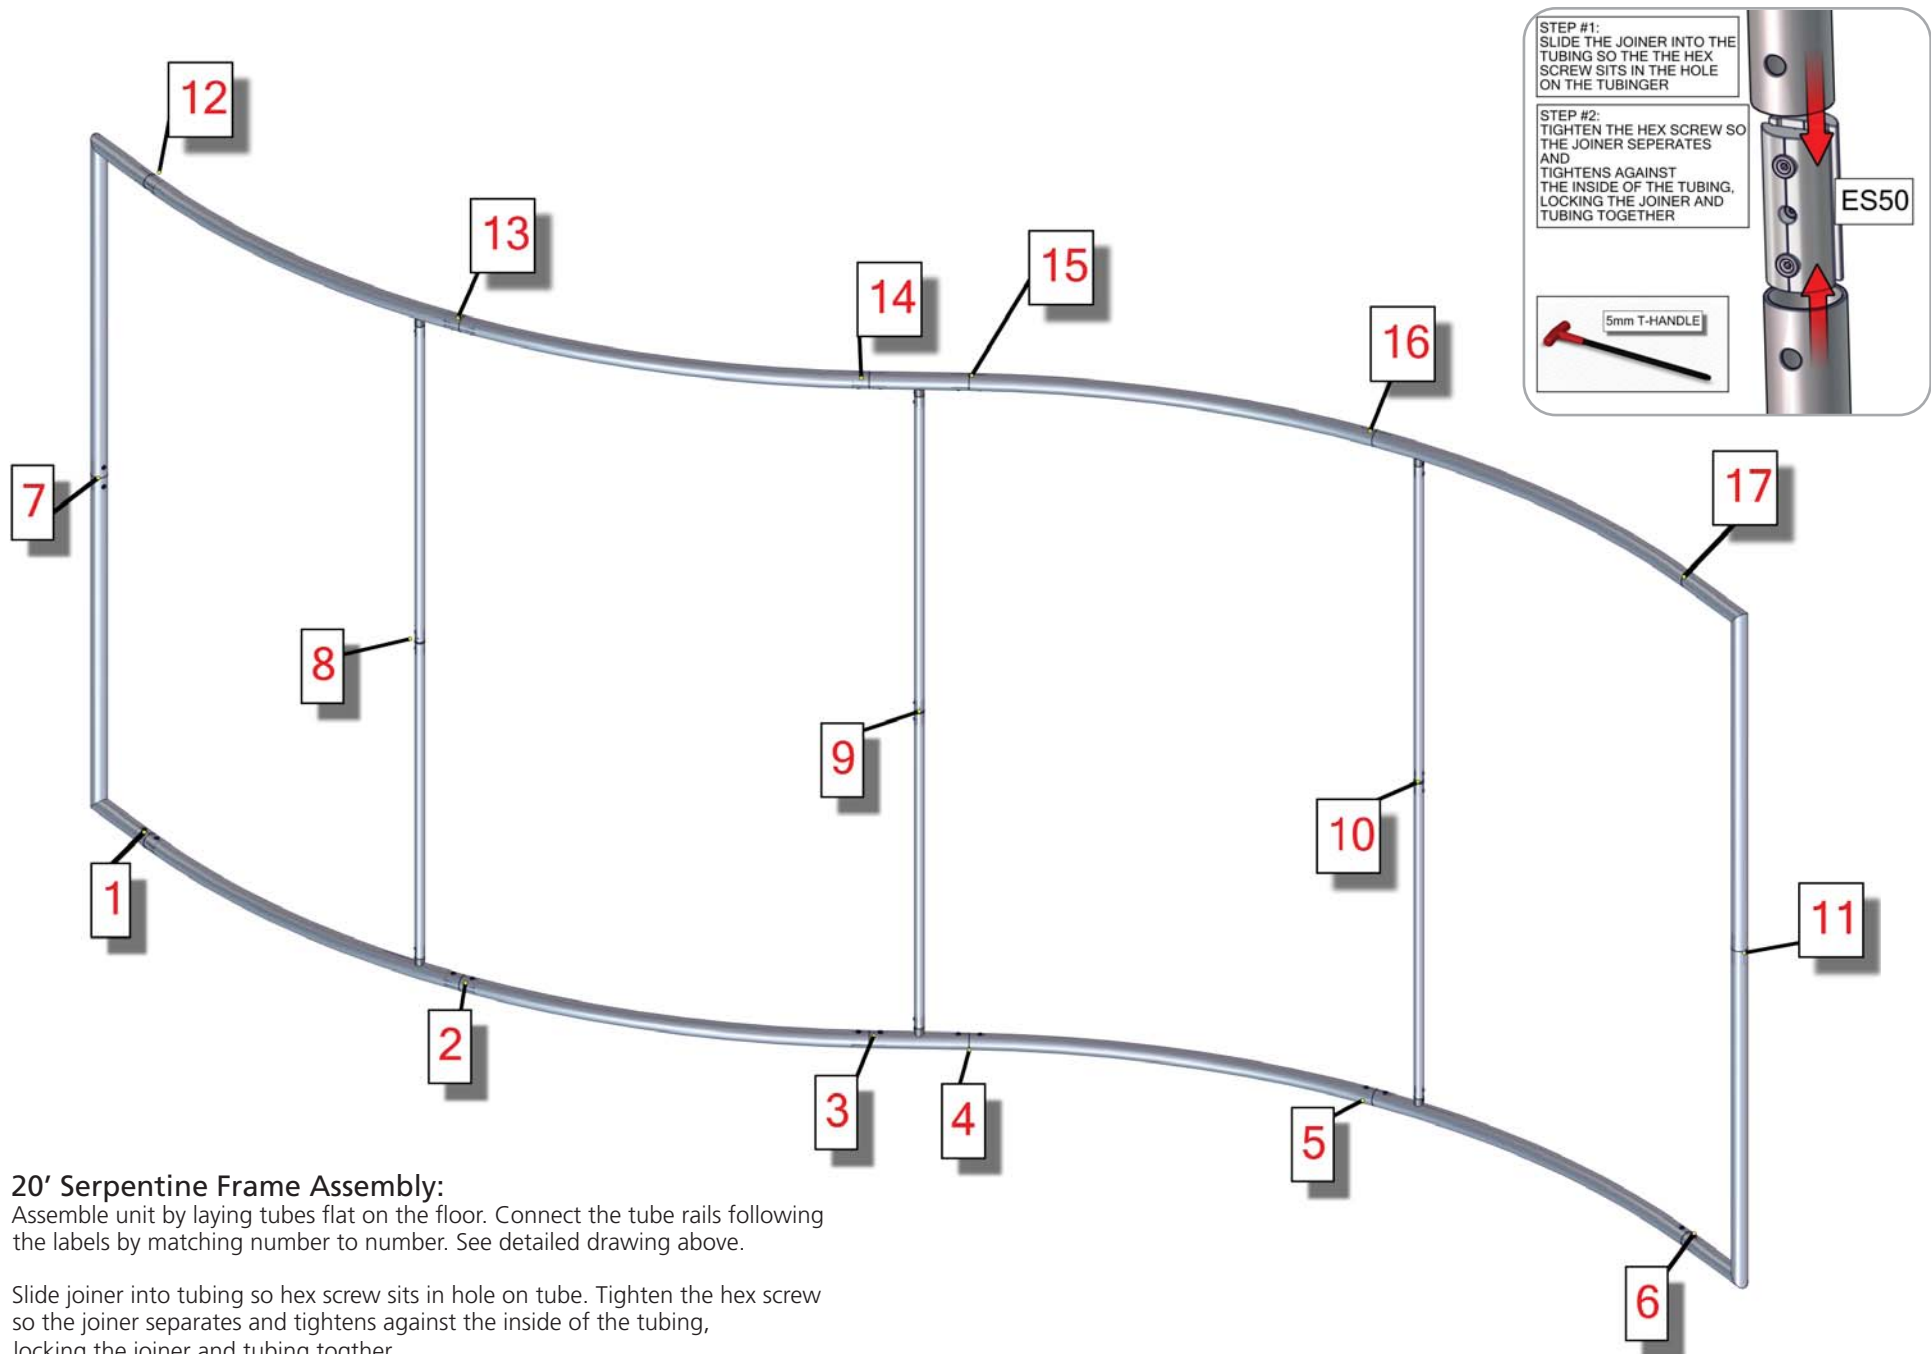 STEP #1:
SLIDE THE JOINER INTO THE
TUBING SO THE THE HEX
SCREW SITS IN THE HOLE
ON THE TUBINGER
STEP #2:
TIGHTEN THE HEX SCREW SO
THE JOINER SEPERATES
AND
TIGHTENS AGAINST
THE INSIDE OF THE TUBING,
LOCKING THE JOINER AND
TUBING TOGETHER
ES50
5mm T-HANDLE
12
13
14
15
16
17
7
8
9
10
11
1
2
3
4
5
6
20’ Serpentine Frame Assembly:
Assemble unit by laying tubes flat on the floor. Connect the tube rails following
the labels by matching number to number. See detailed drawing above.
Slide joiner into tubing so hex screw sits in hole on tube. Tighten the hex screw
so the joiner separates and tightens against the inside of the tubing,
locking the joiner and tubing togther